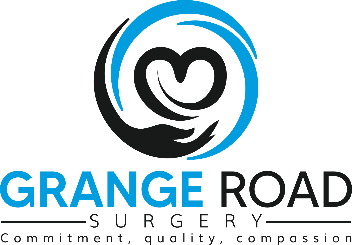 GRANGE ROAD
SURGERY
Commitment, quality, compassion